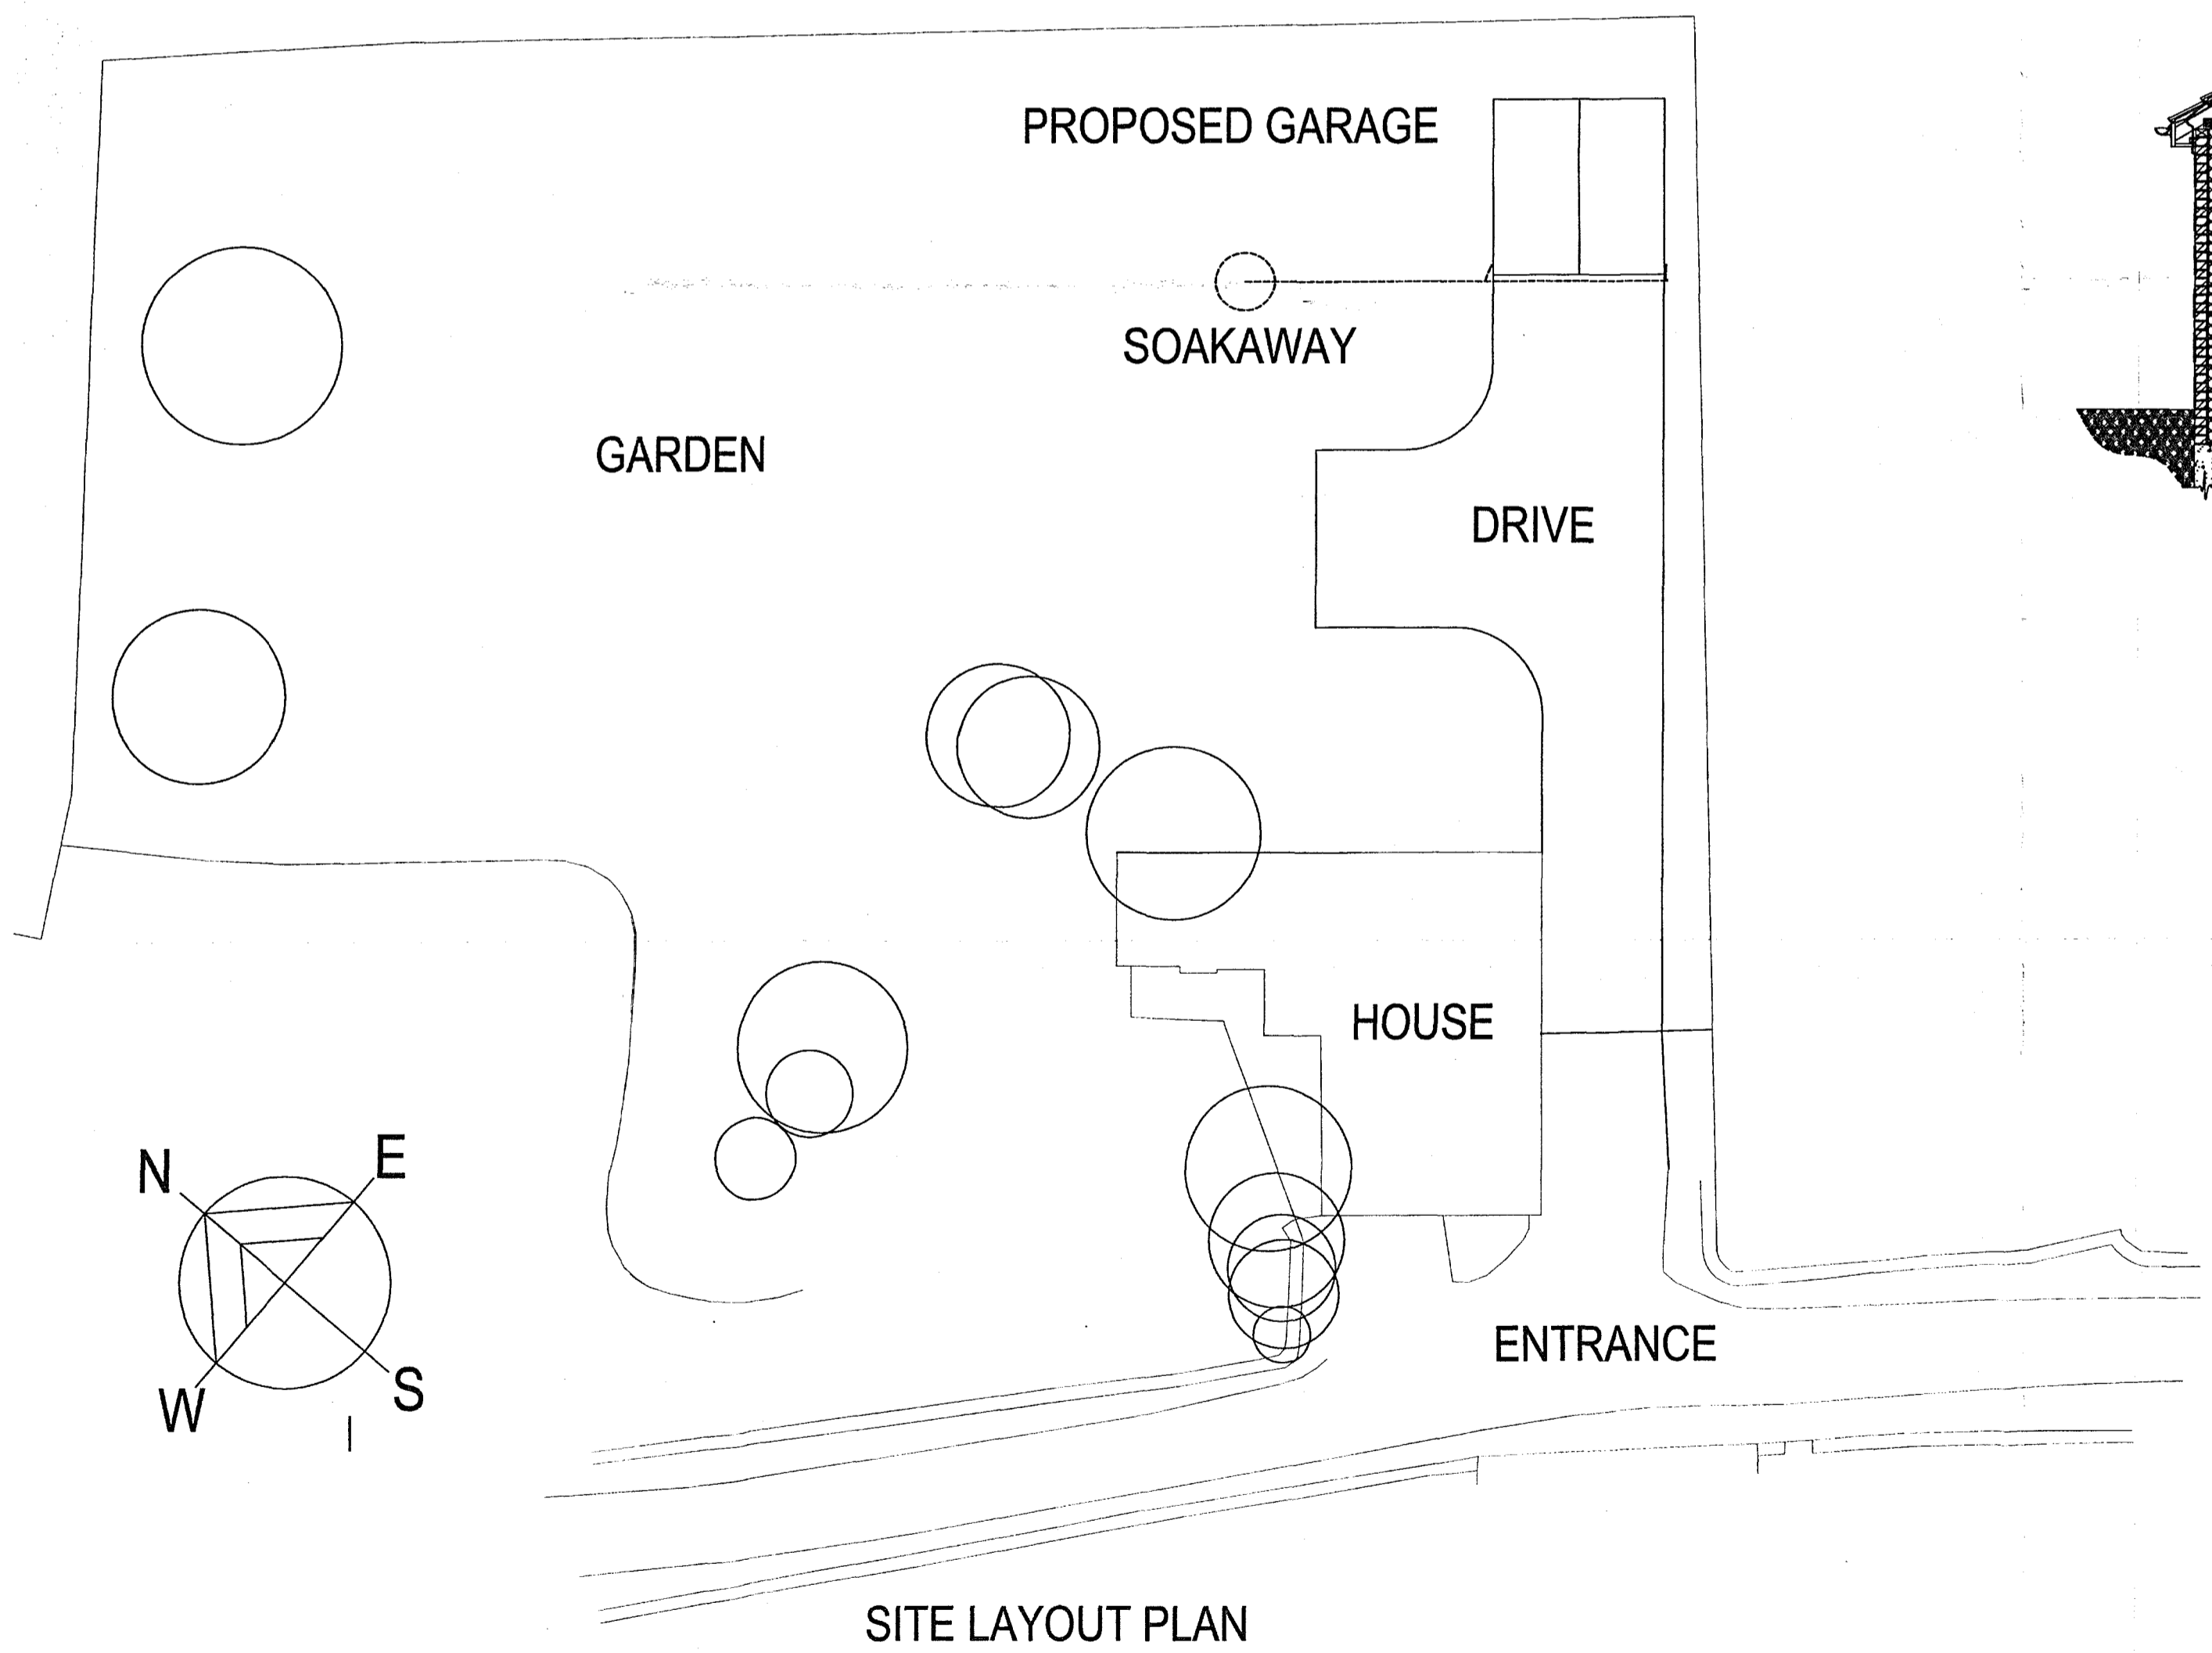 PROPOSED GARAGE
SOAKAWAY
GARDEN
DRIVE
HOUSE
N
E
W
S
ENTRANCE
SITE LAYOUT PLAN